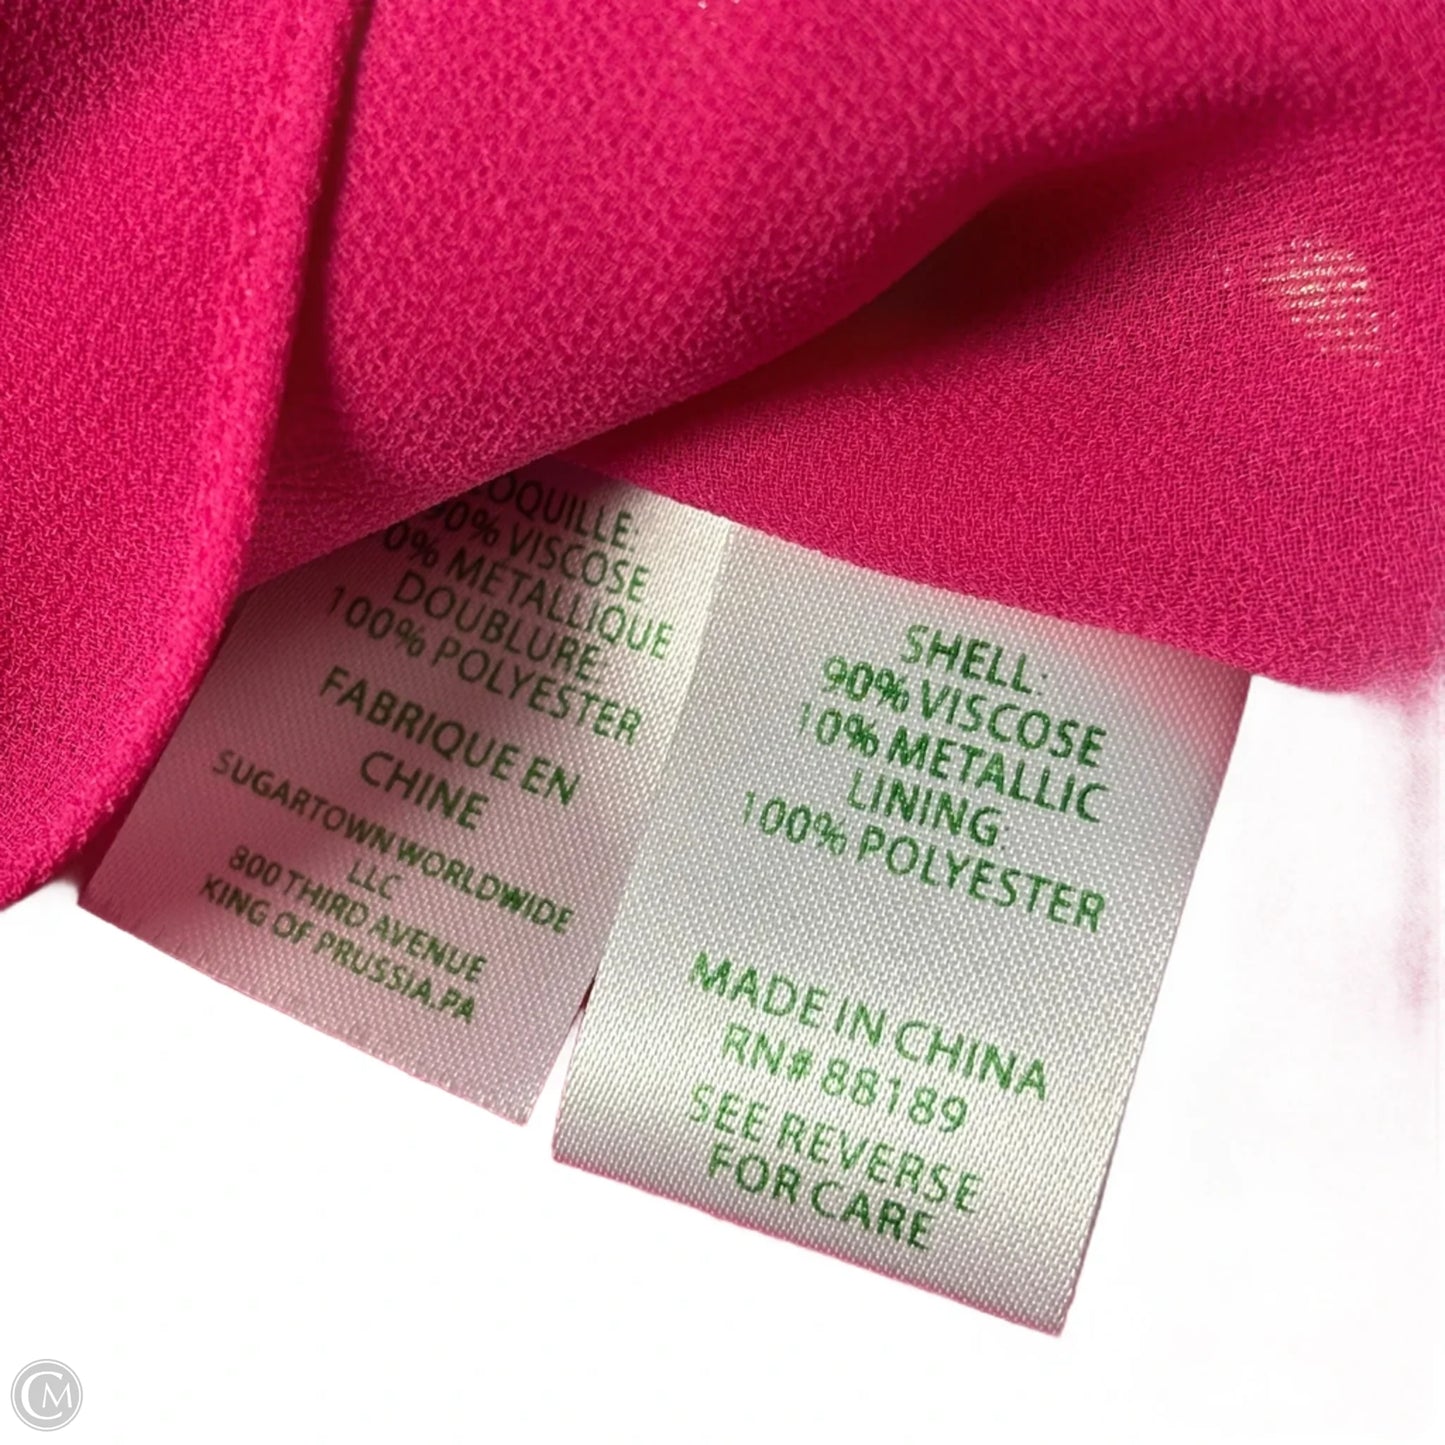 COQUILLE:
90% VISCOSE
10% METALLIQUE
DOUBLURE:
100% POLYESTER
FABRIQUE EN
CHINE
SUGARTOWN WORLDWIDE
LLC
800 THIRD AVENUE
KING OF PRUSSIA, PA
SHELL:
90% VISCOSE
10% METALLIC
LINING:
100% POLYESTER
MADE IN CHINA
RN# 88189
SEE REVERSE
FOR CARE
CM